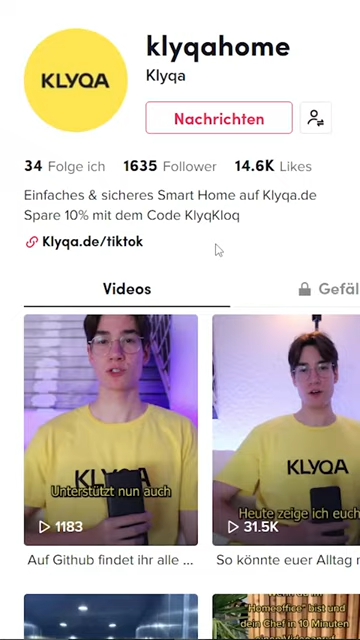 KLYQA
klyqahome
Klyqa
Nachrichten
34 Folge ich 1635 Follower 14.6K Likes
Einfaches & sicheres Smart Home auf Klyqa.de
Spare 10% mit dem Code KlyqKloq
Klyqa.de/tiktok
Videos Gefäl
KLYQA
Unterstützt nun auch
1183
KLYQA
Heute zeige ich euch
31.5K
Auf Github findet ihr alle ...
So könnte euer Alltag
"Homeoffice" bist und
dein Chef in 10 Minuten